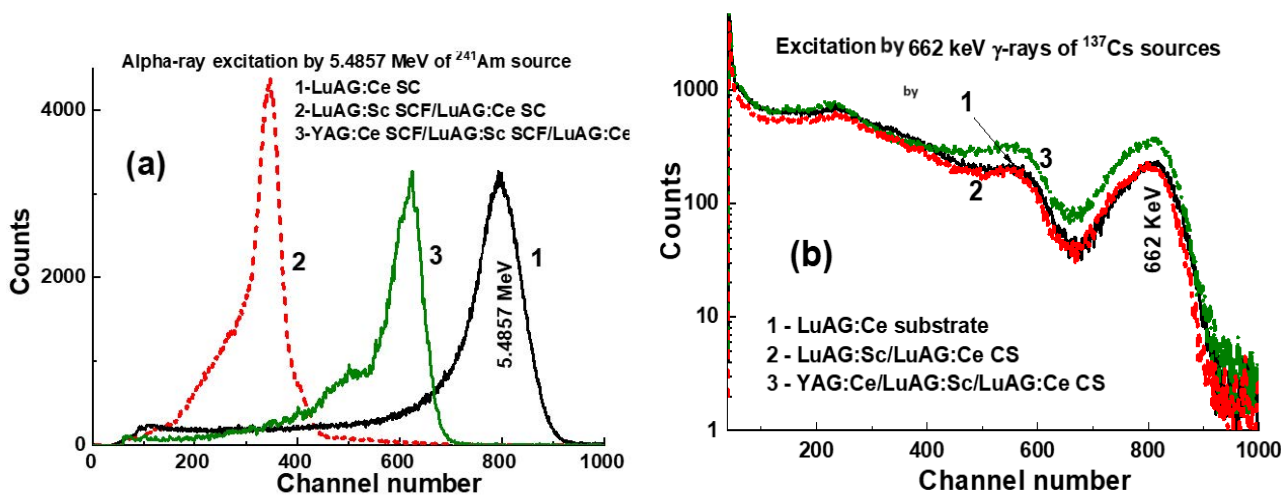 Alpha-ray excitation by 5.4857 MeV of ²⁴¹Am source
1-LuAG:Ce SC
2-LuAG:Sc SCF/LuAG:Ce SC
3-YAG:Ce SCF/LuAG:Sc SCF/LuAG:Ce
(a)
4000
2000
0
Counts
2
3
1
5.4857 MeV
0 200 400 600 800 1000
Channel number
Excitation by 662 keV γ-rays of ¹³⁷Cs sources
by
1000
100
10
1
Counts
1
2
3
662 KeV
(b)
1 - LuAG:Ce substrate
2 - LuAG:Sc/LuAG:Ce CS
3 - YAG:Ce/LuAG:Sc/LuAG:Ce CS
200 400 600 800 1000
Channel number